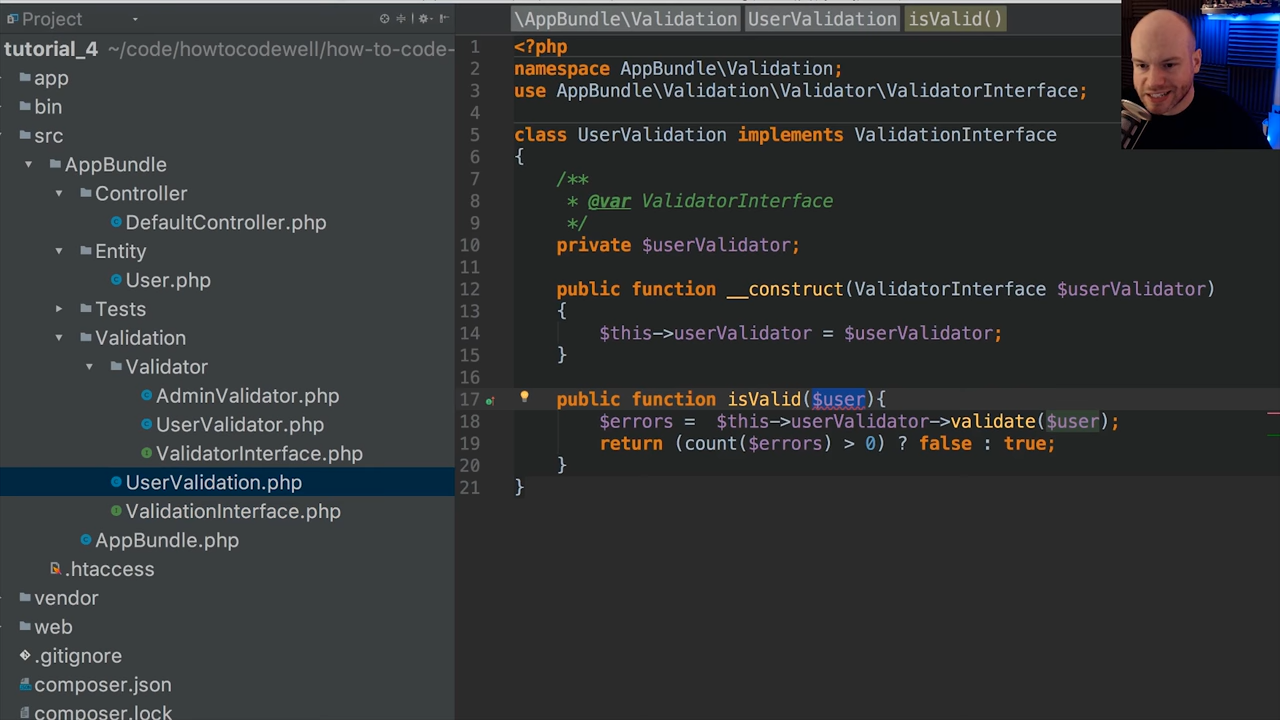 Project
tutorial_4 ~/code/howtocodewell/how-to-code-
app
bin
src
AppBundle
Controller
DefaultController.php
Entity
User.php
Tests
Validation
Validator
AdminValidator.php
UserValidator.php
ValidatorInterface.php
UserValidation.php
ValidationInterface.php
AppBundle.php
.htaccess
vendor
web
.gitignore
composer.json
composer.lock
\AppBundle\Validation UserValidation isValid()
1 <?php
2 namespace AppBundle\Validation;
3 use AppBundle\Validation\Validator\ValidatorInterface;
4
5 class UserValidation implements ValidationInterface
6 {
7 /**
8 * @var ValidatorInterface
9 */
10 private $userValidator;
11
12 public function __construct(ValidatorInterface $userValidator)
13 {
14 $this->userValidator = $userValidator;
15 }
16
17 public function isValid($user){
18 $errors = $this->userValidator->validate($user);
19 return (count($errors) > 0) ? false : true;
20 }
21 }